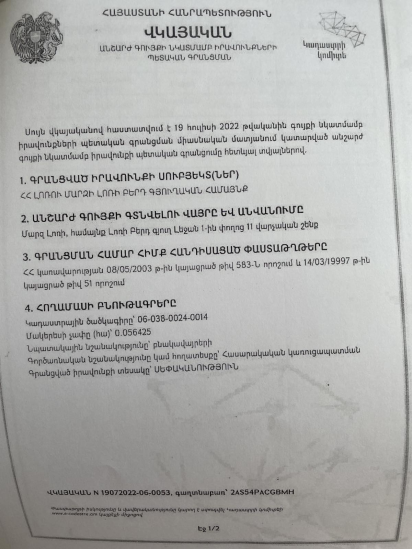 ՀԱՅԱՍՏԱՆԻ ՀԱՆՐԱՊԵՏՈՒԹՅՈՒՆ
ՎԿԱՅԱԿԱՆ
ԱՆՇԱՐԺ ԳՈՒՅՔԻ ՆԿԱՏՄԱՄԲ ԻՐԱՎՈՒՆՔՆԵՐԻ
ՊԵՏԱԿԱՆ ԳՐԱՆՑՄԱՆ
Կադաստրի
կոմիտե
Սույն վկայականով հաստատվում է 19 հուլիսի 2022 թվականին գույքի նկատմամբ
իրավունքների պետական գրանցման միասնական մատյանում կատարված անշարժ
գույքի նկատմամբ իրավունքի պետական գրանցումը հետևյալ տվյալներով.
1. ԳՐԱՆՑՎԱԾ ԻՐԱՎՈՒՆՔԻ ՍՈՒԲՅԵԿՏ(ՆԵՐ)
ՀՀ ԼՈՌՈՒ ՄԱՐԶԻ ԼՈՌԻ ԲԵՐԴ ԳՅՈՒՂԱԿԱՆ ՀԱՄԱՅՆՔ
2. ԱՆՇԱՐԺ ԳՈՒՅՔԻ ԳՏՆՎԵԼՈՒ ՎԱՅՐԸ ԵՎ ԱՆՎԱՆՈՒՄԸ
Մարզ Լոռի, համայնք Լոռի Բերդ գյուղ Լեջան 1-ին փողոց 11 վարչական շենք
3. ԳՐԱՆՑՄԱՆ ՀԱՄԱՐ ՀԻՄՔ ՀԱՆԴԻՍԱՑԱԾ ՓԱՍՏԱԹՂԹԵՐԸ
ՀՀ կառավարության 08/05/2003 թ-ին կայացրած թիվ 583-Ն որոշում և 14/03/19997 թ-ին
կայացրած թիվ 51 որոշում
4. ՀՈՂԱՄԱՍԻ ԲՆՈՒԹԱԳՐԵՐԸ
Կադաստրային ծածկագիրը՝ 06-038-0024-0014
Մակերեսի չափը (հա)՝ 0.056425
Նպատակային նշանակությունը՝ բնակավայրերի
Գործառնական նշանակությունը կամ հողատեսքը՝ Հասարակական կառուցապատման
Գրանցված իրավունքի տեսակը՝ ՍԵՓԱԿԱՆՈՒԹՅՈՒՆ
ՎԿԱՅԱԿԱՆ N 19072022-06-0053, գաղտնաբառ՝ 2AS54PACGBMH
Էջ 1/2